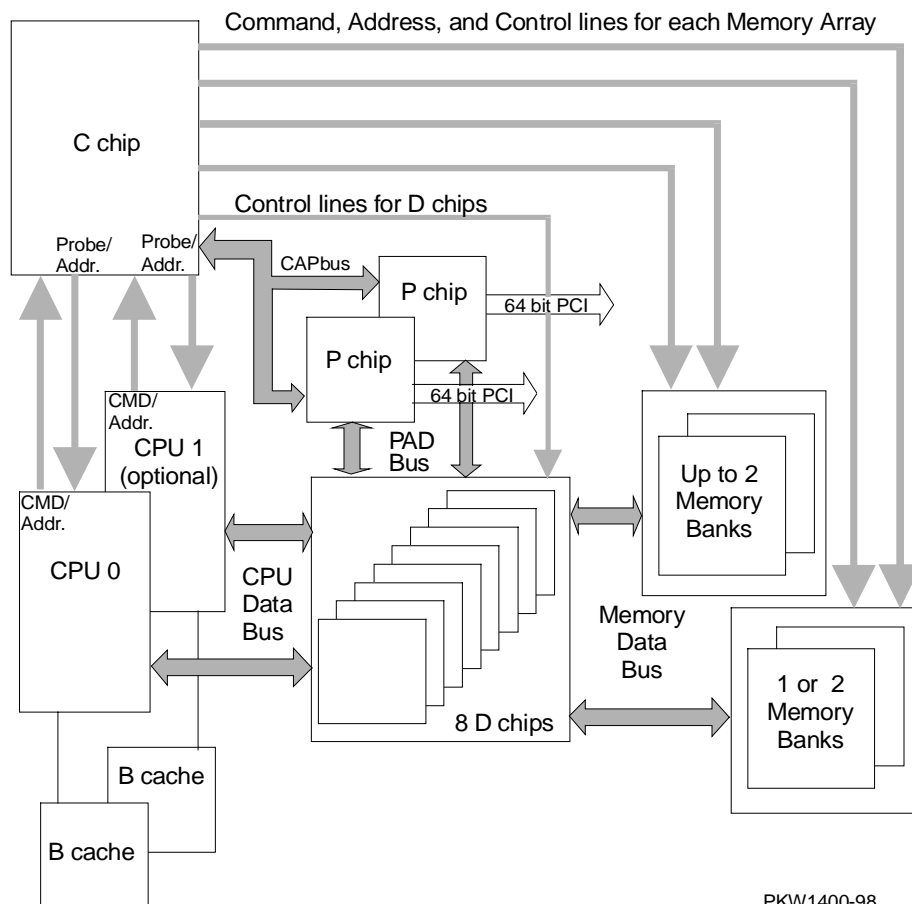 Command, Address, and Control lines for each Memory Array
C chip
Control lines for D chips
Probe/
Addr.
Probe/
Addr.
CAPbus
P chip
64 bit PCI
P chip
64 bit PCI
CMD/
Addr.
CPU 1
(optional)
PAD
Bus
Up to 2
Memory
Banks
CMD/
Addr.
CPU 0
CPU
Data
Bus
Memory
Data
Bus
1 or 2
Memory
Banks
8 D chips
B cache
B cache
PKW1400-98